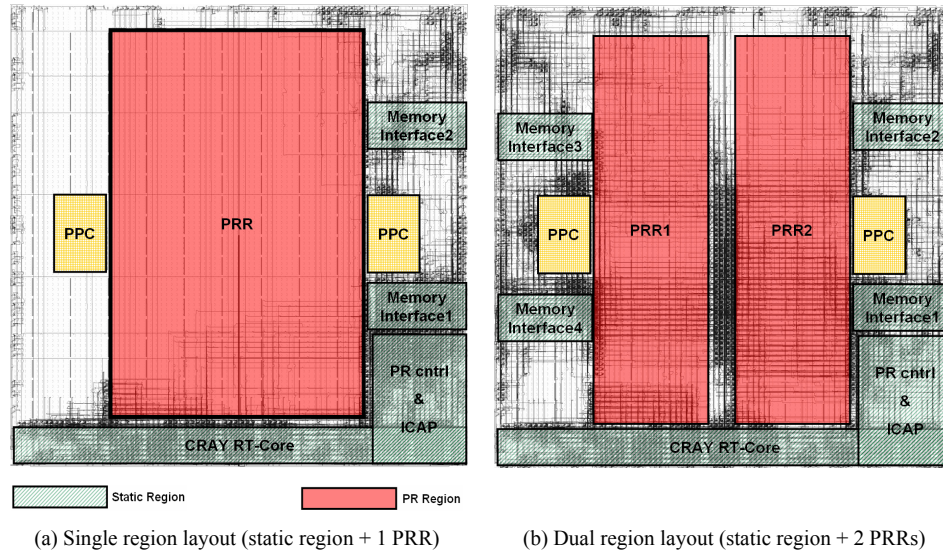 Memory
Interface2
PPC
PRR
PPC
Memory
Interface1
PR cntrl
&
ICAP
CRAY RT-Core
Static Region
PR Region
(a) Single region layout (static region + 1 PRR)
Memory
Interface3
Memory
Interface2
PPC
PRR1
PRR2
PPC
Memory
Interface4
Memory
Interface1
PR cntrl
&
ICAP
CRAY RT-Core
(b) Dual region layout (static region + 2 PRRs)